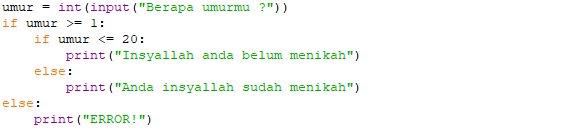 umur = int(input("Berapa umurmu ?"))
if umur >= 1:
    if umur <= 20:
        print("Insyallah anda belum menikah")
    else:
        print("Anda insyallah sudah menikah")
else:
    print("ERROR!")